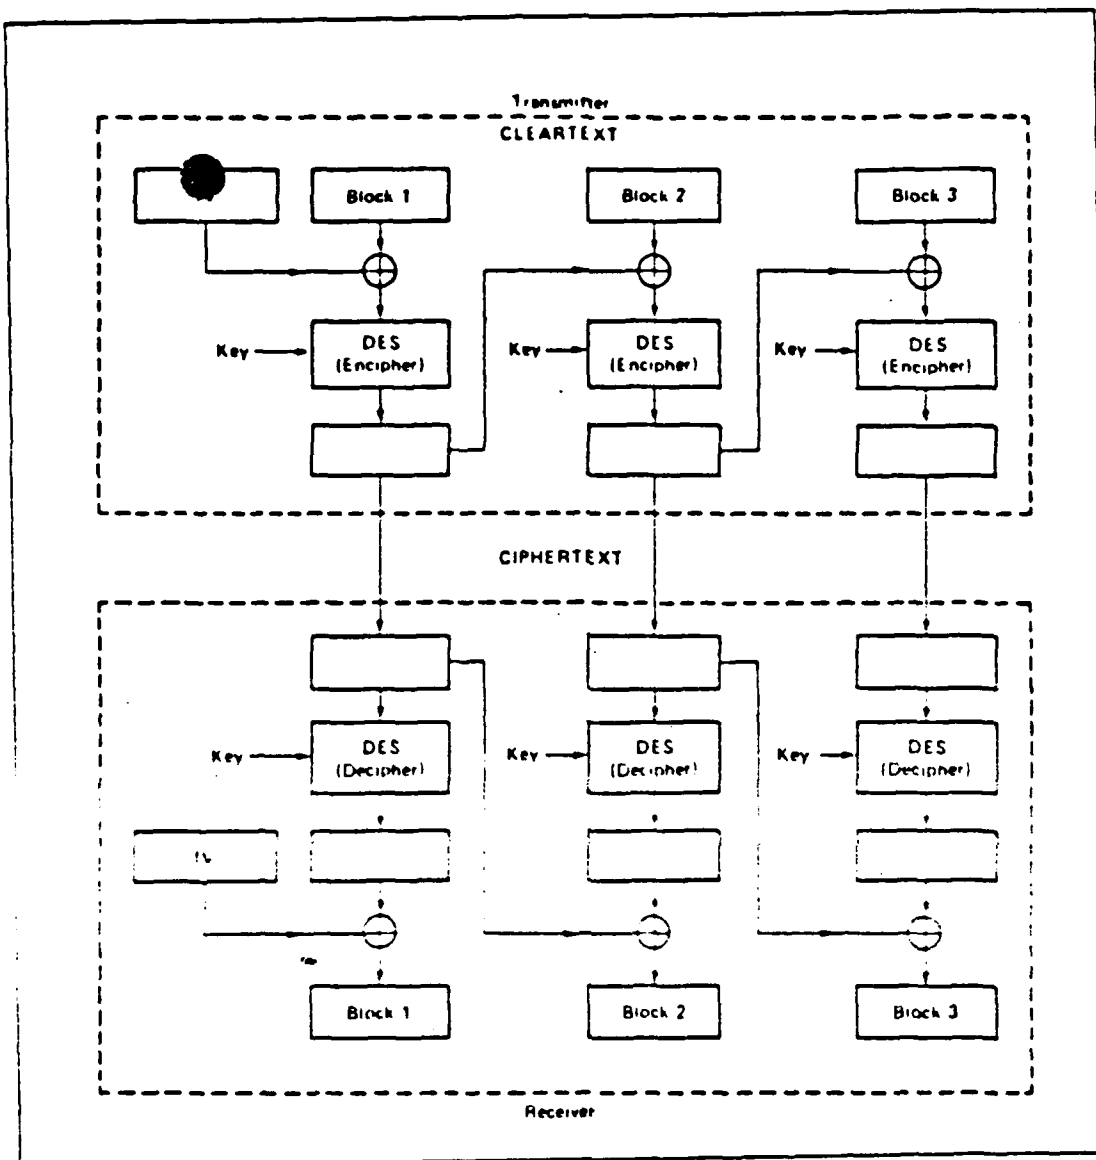 Transmitter
CLEARTEXT
Block 1
Block 2
Block 3
Key
DES
(Encipher)
Key
DES
(Encipher)
Key
DES
(Encipher)
CIPHERTEXT
Key
DES
(Decipher)
Key
DES
(Decipher)
Key
DES
(Decipher)
IV
Block 1
Block 2
Block 3
Receiver